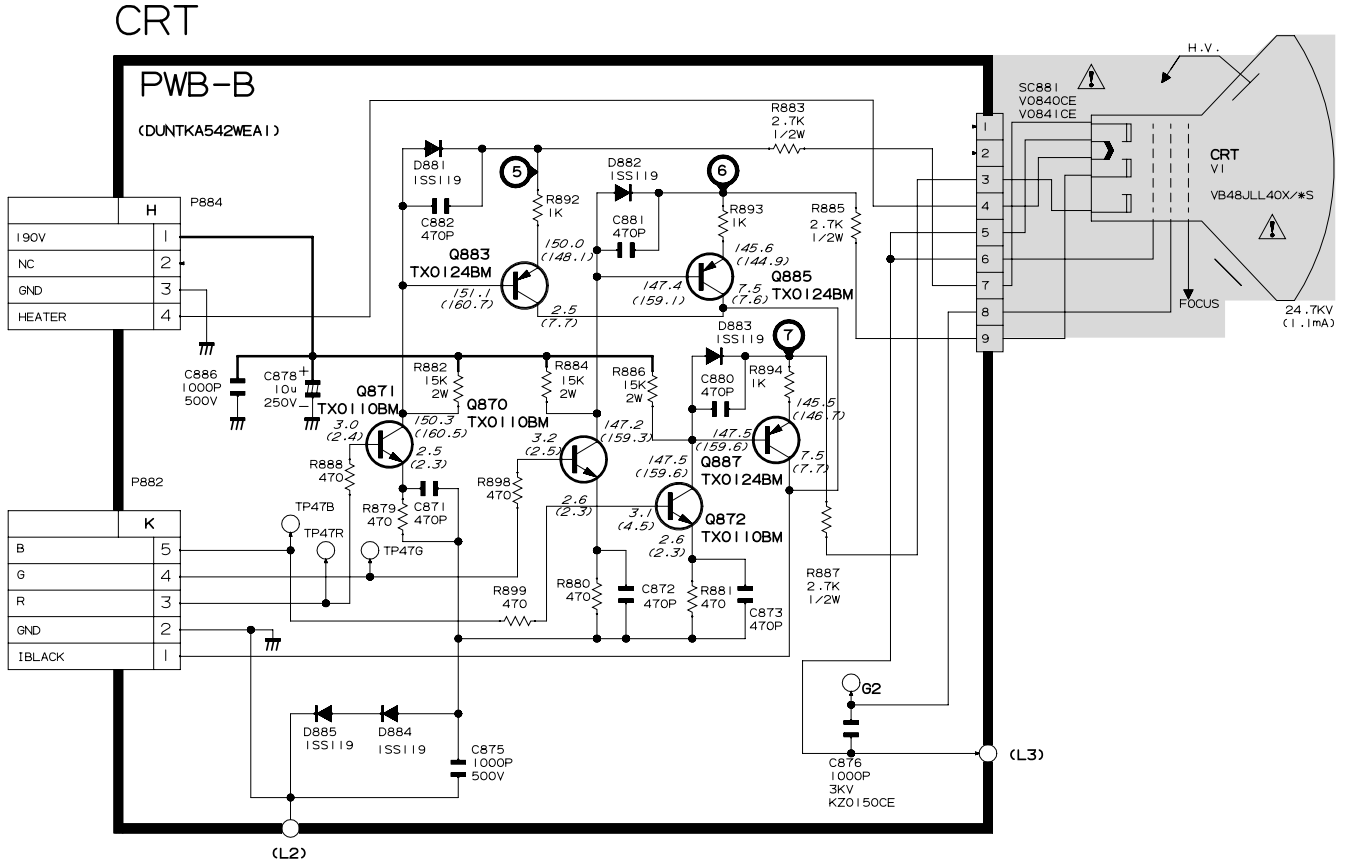 CRT
PWB-B
(DUNTKA542WEA1)
P884
H
190V 1
NC 2
GND 3
HEATER 4
C886
1000P
500V
C878
10u
250V
+
-
D881
1SS119
C882
470P
5
R892
1K
Q883
TX0124BM
150.0
(148.1)
151.1
(160.7)
2.5
(7.7)
D882
1SS119
C881
470P
6
R893
1K
145.6
(144.9)
Q885
TX0124BM
147.4
(159.1)
7.5
(7.6)
R883
2.7K
1/2W
R885
2.7K
1/2W
R882
15K
2W
R884
15K
2W
R886
15K
2W
D883
1SS119
C880
470P
7
R894
1K
145.5
(146.7)
147.5
(159.6)
7.5
(7.7)
Q887
TX0124BM
Q871
TX0110BM
3.0
(2.4)
150.3
(160.5)
2.5
(2.3)
Q870
TX0110BM
3.2
(2.5)
147.2
(159.3)
2.6
(2.3)
147.5
(159.6)
3.1
(4.5)
2.6
(2.3)
Q872
TX0110BM
R888
470
R879
470
C871
470P
R898
470
R899
470
R880
470
C872
470P
R881
470
C873
470P
R887
2.7K
1/2W
P882
K
B 5
G 4
R 3
GND 2
IBLACK 1
TP47B
TP47R
TP47G
D885
1SS119
D884
1SS119
C875
1000P
500V
(L2)
G2
C876
1000P
3KV
KZ0150CE
(L3)
1
2
3
4
5
6
7
8
9
SC881
V0840CE
V0841CE
H.V.
CRT
V1
VB48JLL40X/*S
FOCUS
24.7KV
(1.1mA)